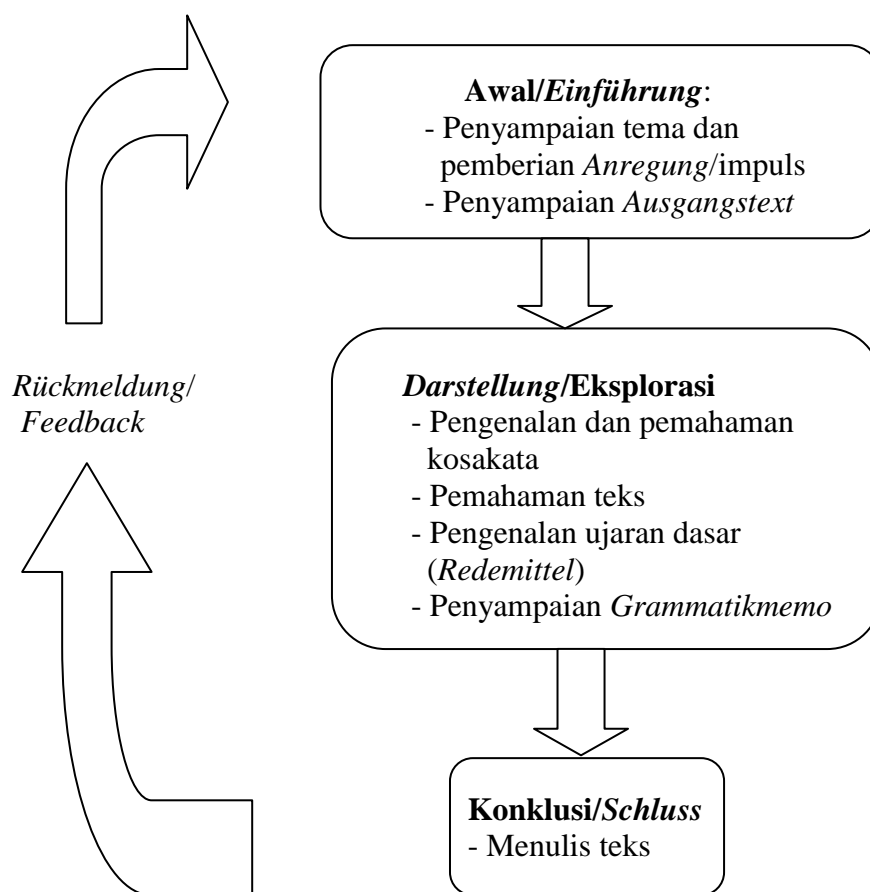 Awal/Einführung:
- Penyampaian tema dan
pemberian Anregung/impuls
- Penyampaian Ausgangstext
Rückmeldung/
Feedback
Darstellung/Eksplorasi
- Pengenalan dan pemahaman
kosakata
- Pemahaman teks
- Pengenalan ujaran dasar
(Redemittel)
- Penyampaian Grammatikmemo
Konklusi/Schluss
- Menulis teks